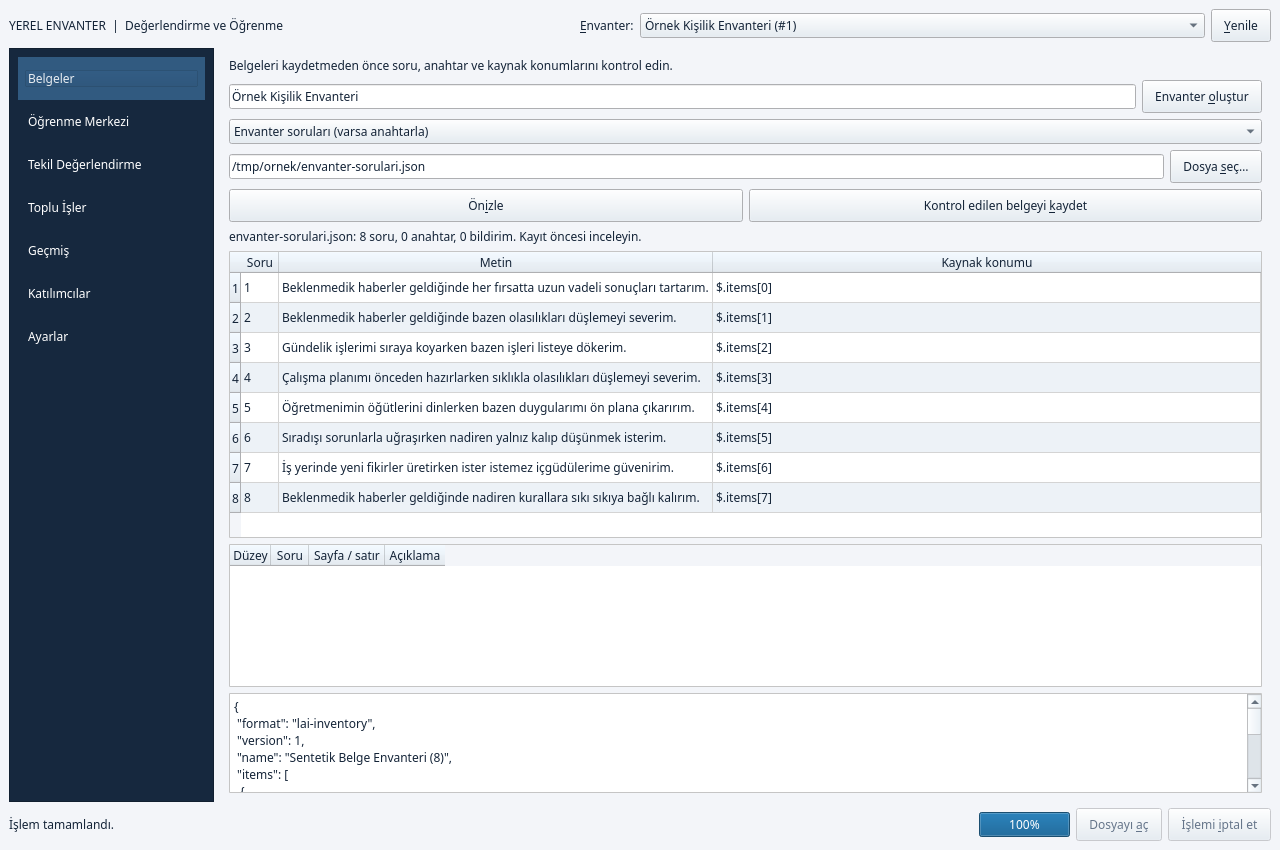 YEREL ENVANTER | Değerlendirme ve Öğrenme
Envanter: Örnek Kişilik Envanteri (#1) Yenile
Belgeler
Öğrenme Merkezi
Tekil Değerlendirme
Toplu İşler
Geçmiş
Katılımcılar
Ayarlar
Belgeleri kaydetmeden önce soru, anahtar ve kaynak konumlarını kontrol edin.
Örnek Kişilik Envanteri Envanter oluştur
Envanter soruları (varsa anahtarla)
/tmp/ornek/envanter-sorulari.json Dosya seç...
Önizle Kontrol edilen belgeyi kaydet
envanter-sorulari.json: 8 soru, 0 anahtar, 0 bildirim. Kayıt öncesi inceleyin.
Soru Metin Kaynak konumu
1 1 Beklenmedik haberler geldiğinde her fırsatta uzun vadeli sonuçları tartarım. $.items[0]
2 2 Beklenmedik haberler geldiğinde bazen olasılıkları düşlemeyi severim. $.items[1]
3 3 Gündelik işlerimi sıraya koyarken bazen işleri listeye dökerim. $.items[2]
4 4 Çalışma planımı önceden hazırlarken sıklıkla olasılıkları düşlemeyi severim. $.items[3]
5 5 Öğretmenimin öğütlerini dinlerken bazen duygularımı ön plana çıkarırım. $.items[4]
6 6 Sıradışı sorunlarla uğraşırken nadiren yalnız kalıp düşünmek isterim. $.items[5]
7 7 İş yerinde yeni fikirler üretirken ister istemez içgüdülerime güvenirim. $.items[6]
8 8 Beklenmedik haberler geldiğinde nadiren kurallara sıkı sıkıya bağlı kalırım. $.items[7]
Düzey Soru Sayfa / satır Açıklama
{
"format": "lai-inventory",
"version": 1,
"name": "Sentetik Belge Envanteri (8)",
"items": [
{
İşlem tamamlandı. 100% Dosyayı aç İşlemi iptal et